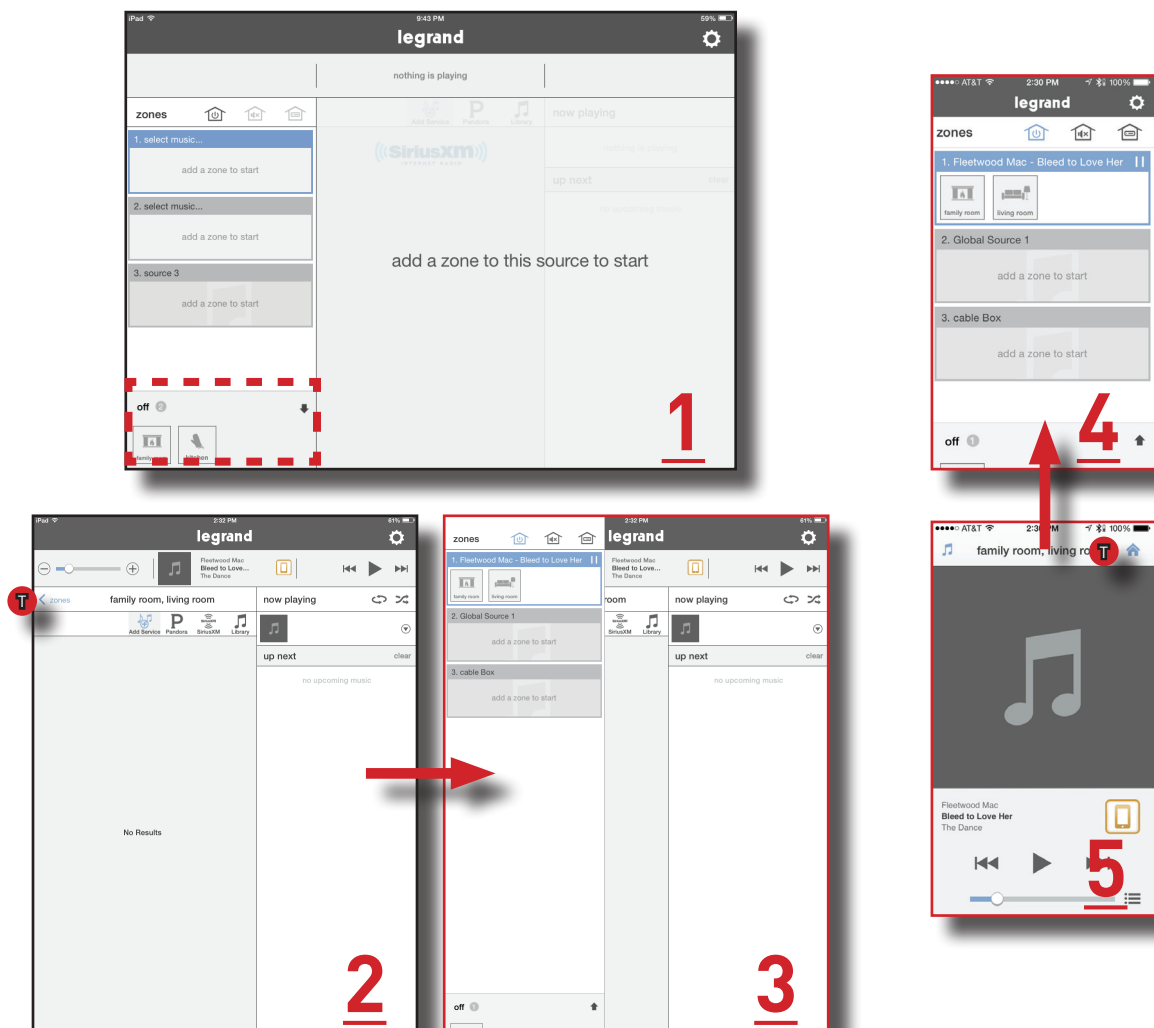 iPad 9:43 PM 59%
legrand
nothing is playing
zones
Add Service Pandora Library
now playing
1. select music...
add a zone to start
((SiriusXM))
INTERNET RADIO
nothing is playing
up next clear
no upcoming music
2. select music...
add a zone to start
add a zone to this source to start
3. source 3
add a zone to start
off 2
family room kitchen
1
iPad 2:32 PM 61%
legrand
Fleetwood Mac
Bleed to Love...
The Dance
T
zones family room, living room now playing
Add Service Pandora SiriusXM Library
up next clear
no upcoming music
No Results
2
2:32 PM 61%
zones legrand
1. Fleetwood Mac - Bleed to Love Her
family room living room
Fleetwood Mac
Bleed to Love...
The Dance
room now playing
2. Global Source 1
add a zone to start
SiriusXM Library
up next clear
no upcoming music
3. cable Box
add a zone to start
off 1
3
AT&T 2:30 PM 100%
legrand
zones
1. Fleetwood Mac - Bleed to Love Her
family room living room
2. Global Source 1
add a zone to start
3. cable Box
add a zone to start
off 1
4
AT&T 2:3 PM 100%
family room, living ro
T
Fleetwood Mac
Bleed to Love Her
The Dance
5